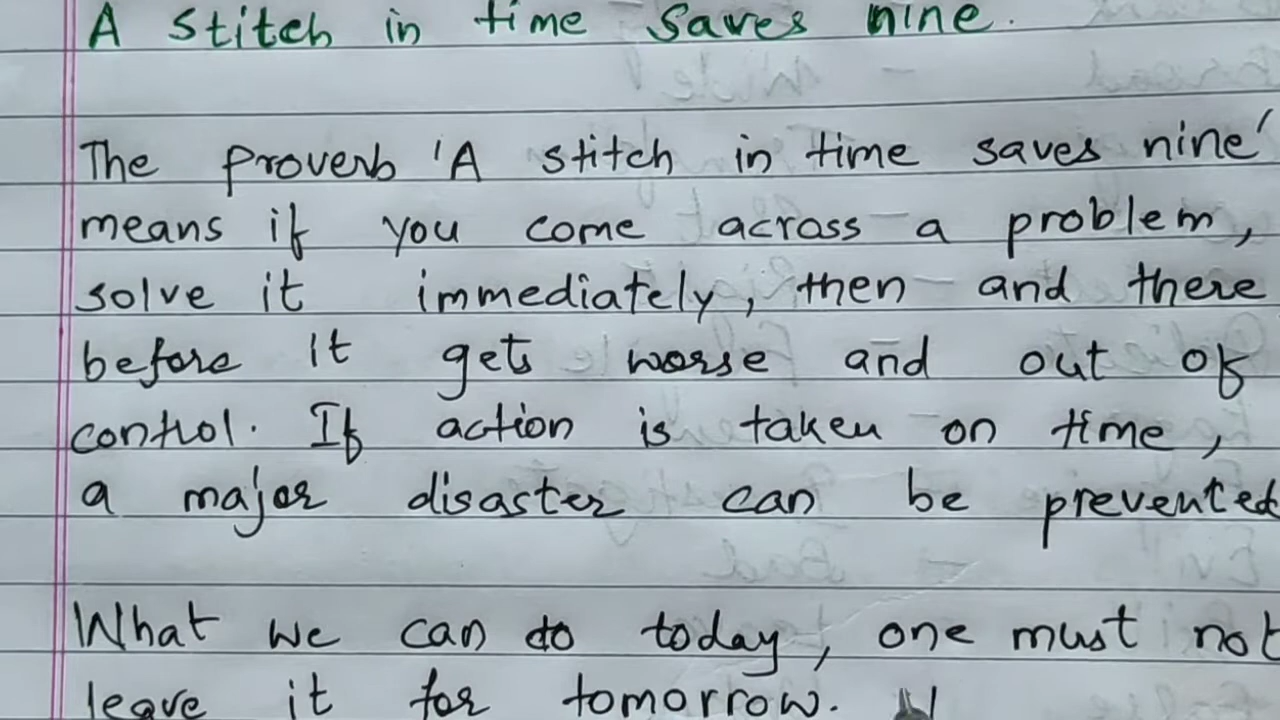 A stitch in time saves nine.
The proverb 'A stitch in time saves nine'
means if you come across a problem,
solve it immediately, then and there
before it gets worse and out of
control. If action is taken on time,
a major disaster can be prevented
What we can do today, one must not
leave it for tomorrow.